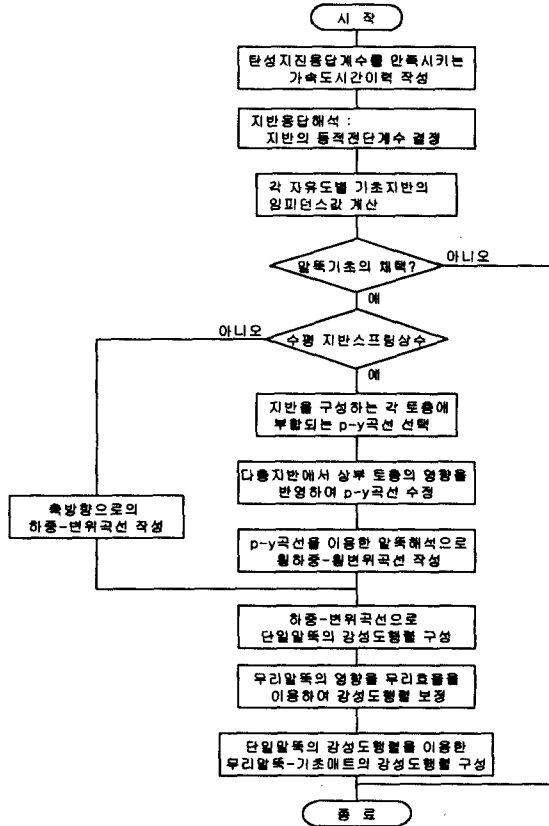 시 작
탄성지진응답계수를 만족시키는
가속도시간이력 작성
지반응답해석 :
지반의 동적전단계수 결정
각 자유도별 기초지반의
임피던스값 계산
말뚝기초의 채택?
아니오
예
아니오
수평 지반스프링상수
예
지반을 구성하는 각 토층에
부합되는 p-y곡선 선택
다층지반에서 상부 토층의 영향을
반영하여 p-y곡선 수정
축방향으로의
하중-변위곡선 작성
p-y곡선을 이용한 말뚝해석으로
횡하중-횡변위곡선 작성
하중-변위곡선으로
단일말뚝의 강성도행렬 구성
무리말뚝의 영향을 무리효율을
이용하여 강성도행렬 보정
단일말뚝의 강성도행렬을 이용한
무리말뚝-기초매트의 강성도행렬 구성
종 료